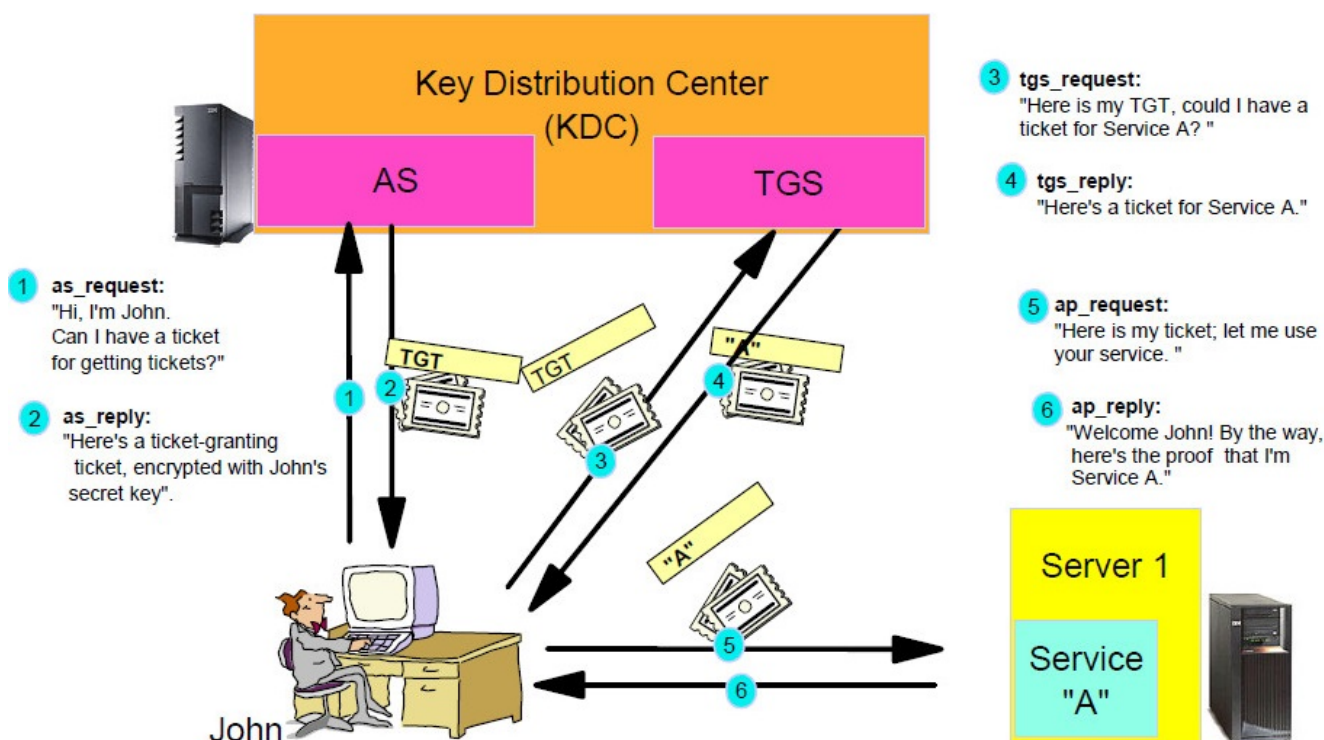 Key Distribution Center
(KDC)
AS
TGS
1
as_request:
"Hi, I'm John.
Can I have a ticket
for getting tickets?"
2
as_reply:
"Here's a ticket-granting
ticket, encrypted with John's
secret key".
3
tgs_request:
"Here is my TGT, could I have a
ticket for Service A? "
4
tgs_reply:
"Here's a ticket for Service A."
5
ap_request:
"Here is my ticket; let me use
your service. "
6
ap_reply:
"Welcome John! By the way,
here's the proof that I'm
Service A."
TGT
TGT
"A"
1
2
3
4
"A"
5
6
John
Server 1
Service
"A"